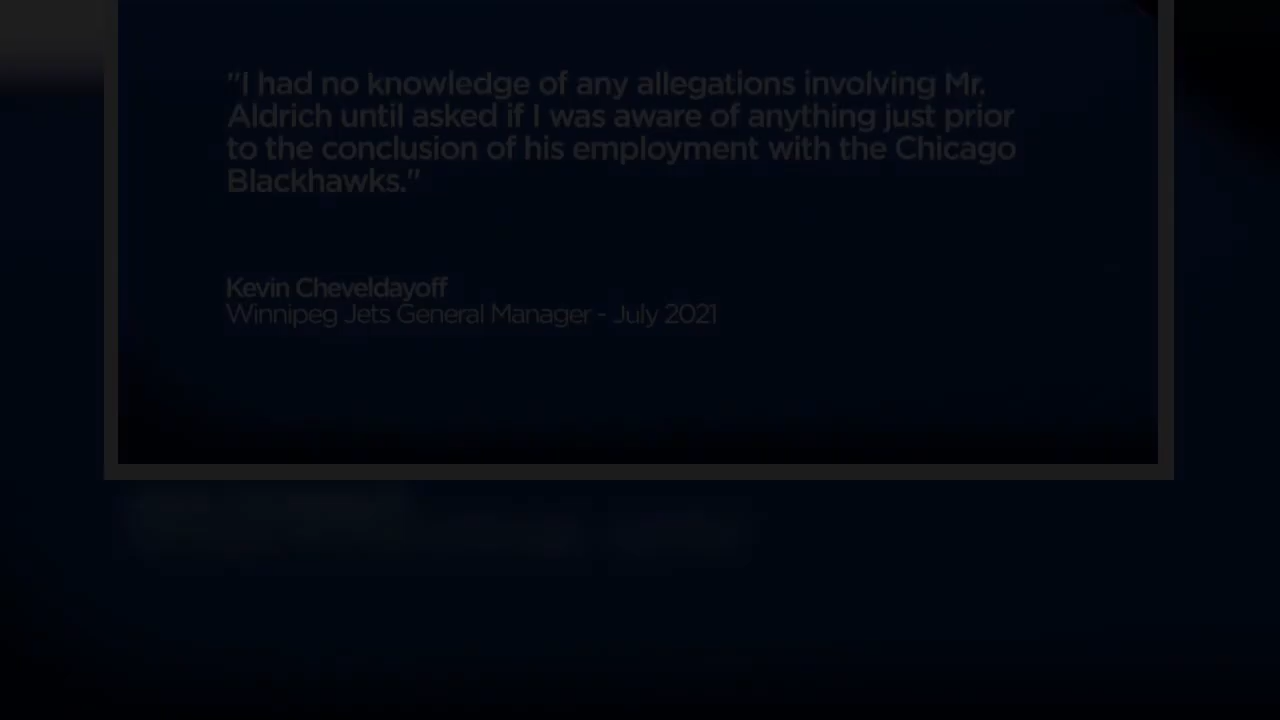 "I had no knowledge of any allegations involving Mr.
Aldrich until asked if I was aware of anything just prior
to the conclusion of his employment with the Chicago
Blackhawks."
Kevin Cheveldayoff
Winnipeg Jets General Manager - July 2021